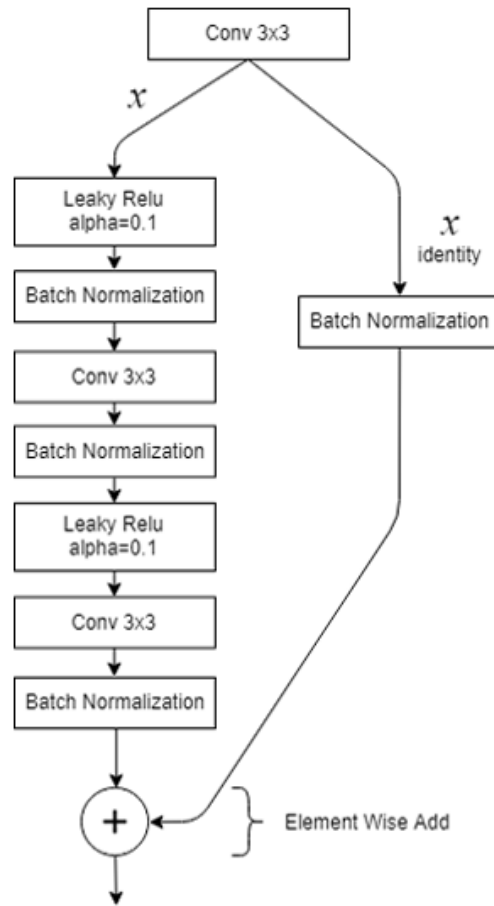 Conv 3x3
x
Leaky Relu
alpha=0.1
x
identity
Batch Normalization
Batch Normalization
Conv 3x3
Batch Normalization
Leaky Relu
alpha=0.1
Conv 3x3
Batch Normalization
+
Element Wise Add